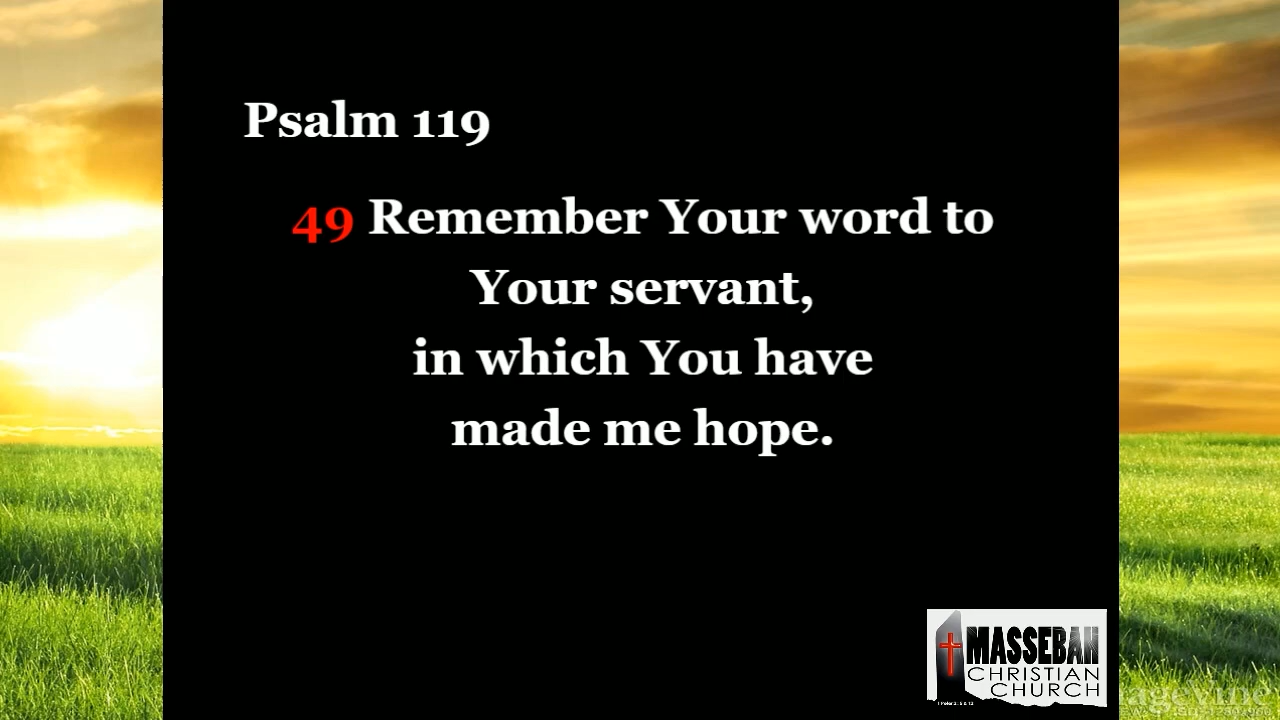 Psalm 119
49 Remember Your word to
Your servant,
in which You have
made me hope.
MASSEBAH
CHRISTIAN
CHURCH